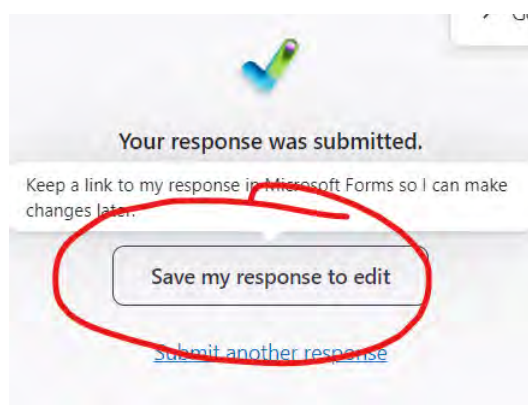 Your response was submitted.
Keep a link to my response in Microsoft Forms so I can make
changes later.
Save my response to edit
Submit another response